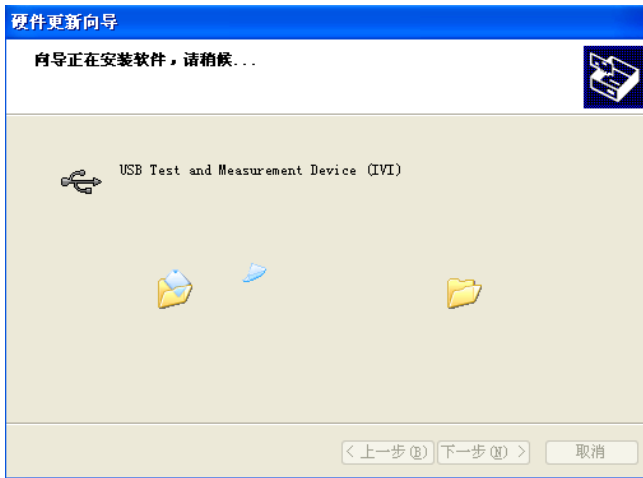 硬件更新向导
向导正在安装软件，请稍候...
USB Test and Measurement Device (IVI)
< 上一步(B) 下一步(N) > 取消